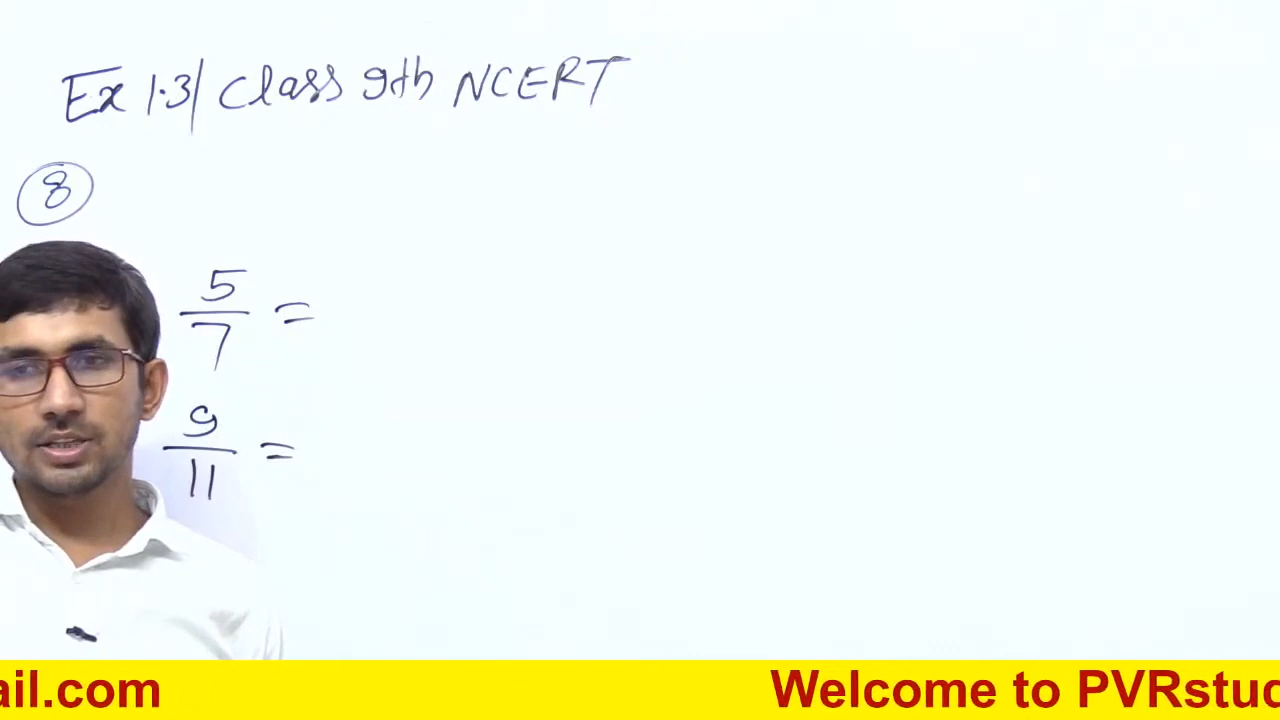 Ex 1.3| Class 9th NCERT
8
5/7 =
9/11 =
ail.com Welcome to PVRstud